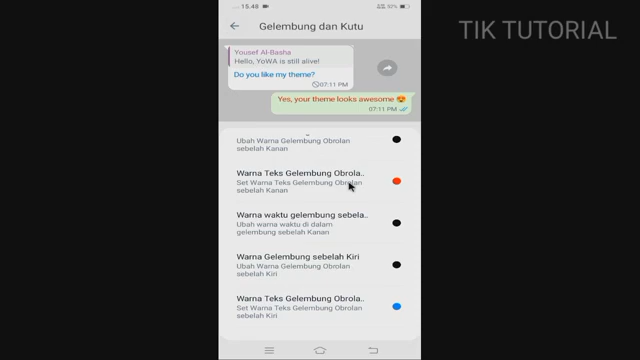 15.48
92%
TIK TUTORIAL
Gelembung dan Kutu
Yousef Al-Basha
Hello, YoWA is still alive!
Do you like my theme?
07:11 PM
Yes, your theme looks awesome 😍
07:11 PM
Ubah Warna Gelembung Obrolan
sebelah Kanan
Warna Teks Gelembung Obrola..
Set Warna Teks Gelembung Obrolan
sebelah Kanan
Warna waktu gelembung sebela..
Ubah warna waktu di dalam
gelembung sebelah Kanan
Warna Gelembung sebelah Kiri
Ubah Warna Gelembung Obrolan
sebelah Kiri
Warna Teks Gelembung Obrola..
Set Warna Teks Gelembung Obrolan
sebelah Kiri